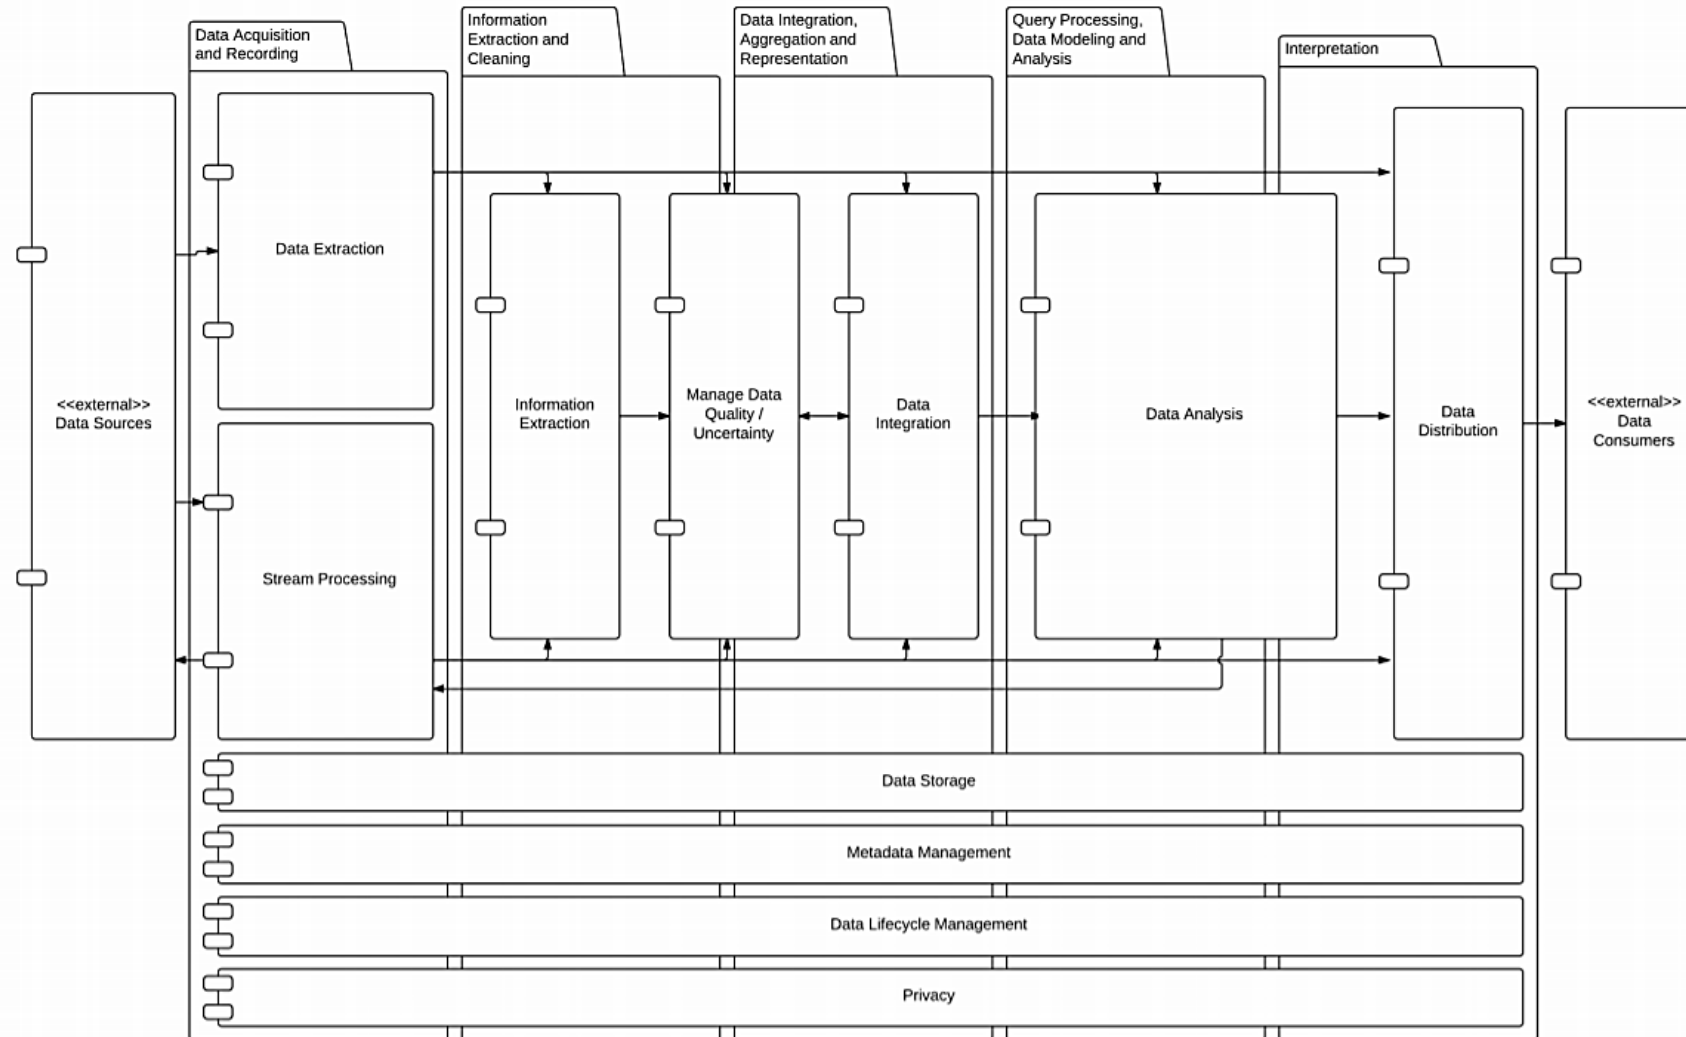 Data Acquisition
and Recording
Information
Extraction and
Cleaning
Data Integration,
Aggregation and
Representation
Query Processing,
Data Modeling and
Analysis
Interpretation
<<external>>
Data Sources
Data Extraction
Stream Processing
Information
Extraction
Manage Data
Quality /
Uncertainty
Data
Integration
Data Analysis
Data
Distribution
<<external>>
Data
Consumers
Data Storage
Metadata Management
Data Lifecycle Management
Privacy